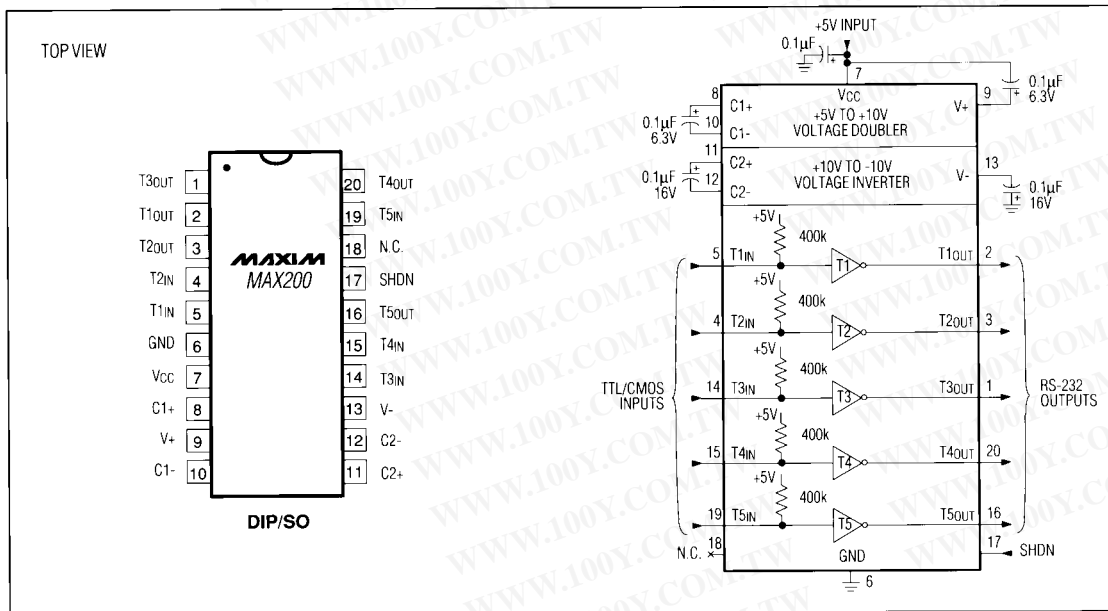 TOP VIEW
T3OUT 1
T1OUT 2
T2OUT 3
T2IN 4
T1IN 5
GND 6
VCC 7
C1+ 8
V+ 9
C1- 10
20 T4OUT
19 T5IN
18 N.C.
17 SHDN
16 T5OUT
15 T4IN
14 T3IN
13 V-
12 C2-
11 C2+
MAXIM
MAX200
DIP/SO
+5V INPUT
0.1µF
7
VCC
8 C1+
0.1µF
6.3V
10 C1-
+5V TO +10V
VOLTAGE DOUBLER
V+ 9
0.1µF
6.3V
11 C2+
0.1µF
16V
12 C2-
+10V TO -10V
VOLTAGE INVERTER
V- 13
0.1µF
16V
+5V
400k
5 T1IN T1 T1OUT 2
+5V
400k
4 T2IN T2 T2OUT 3
+5V
400k
14 T3IN T3 T3OUT 1
+5V
400k
15 T4IN T4 T4OUT 20
+5V
400k
19 T5IN T5 T5OUT 16
TTL/CMOS
INPUTS
RS-232
OUTPUTS
N.C. 18
GND
6
17 SHDN
WWW.100Y.COM.TW